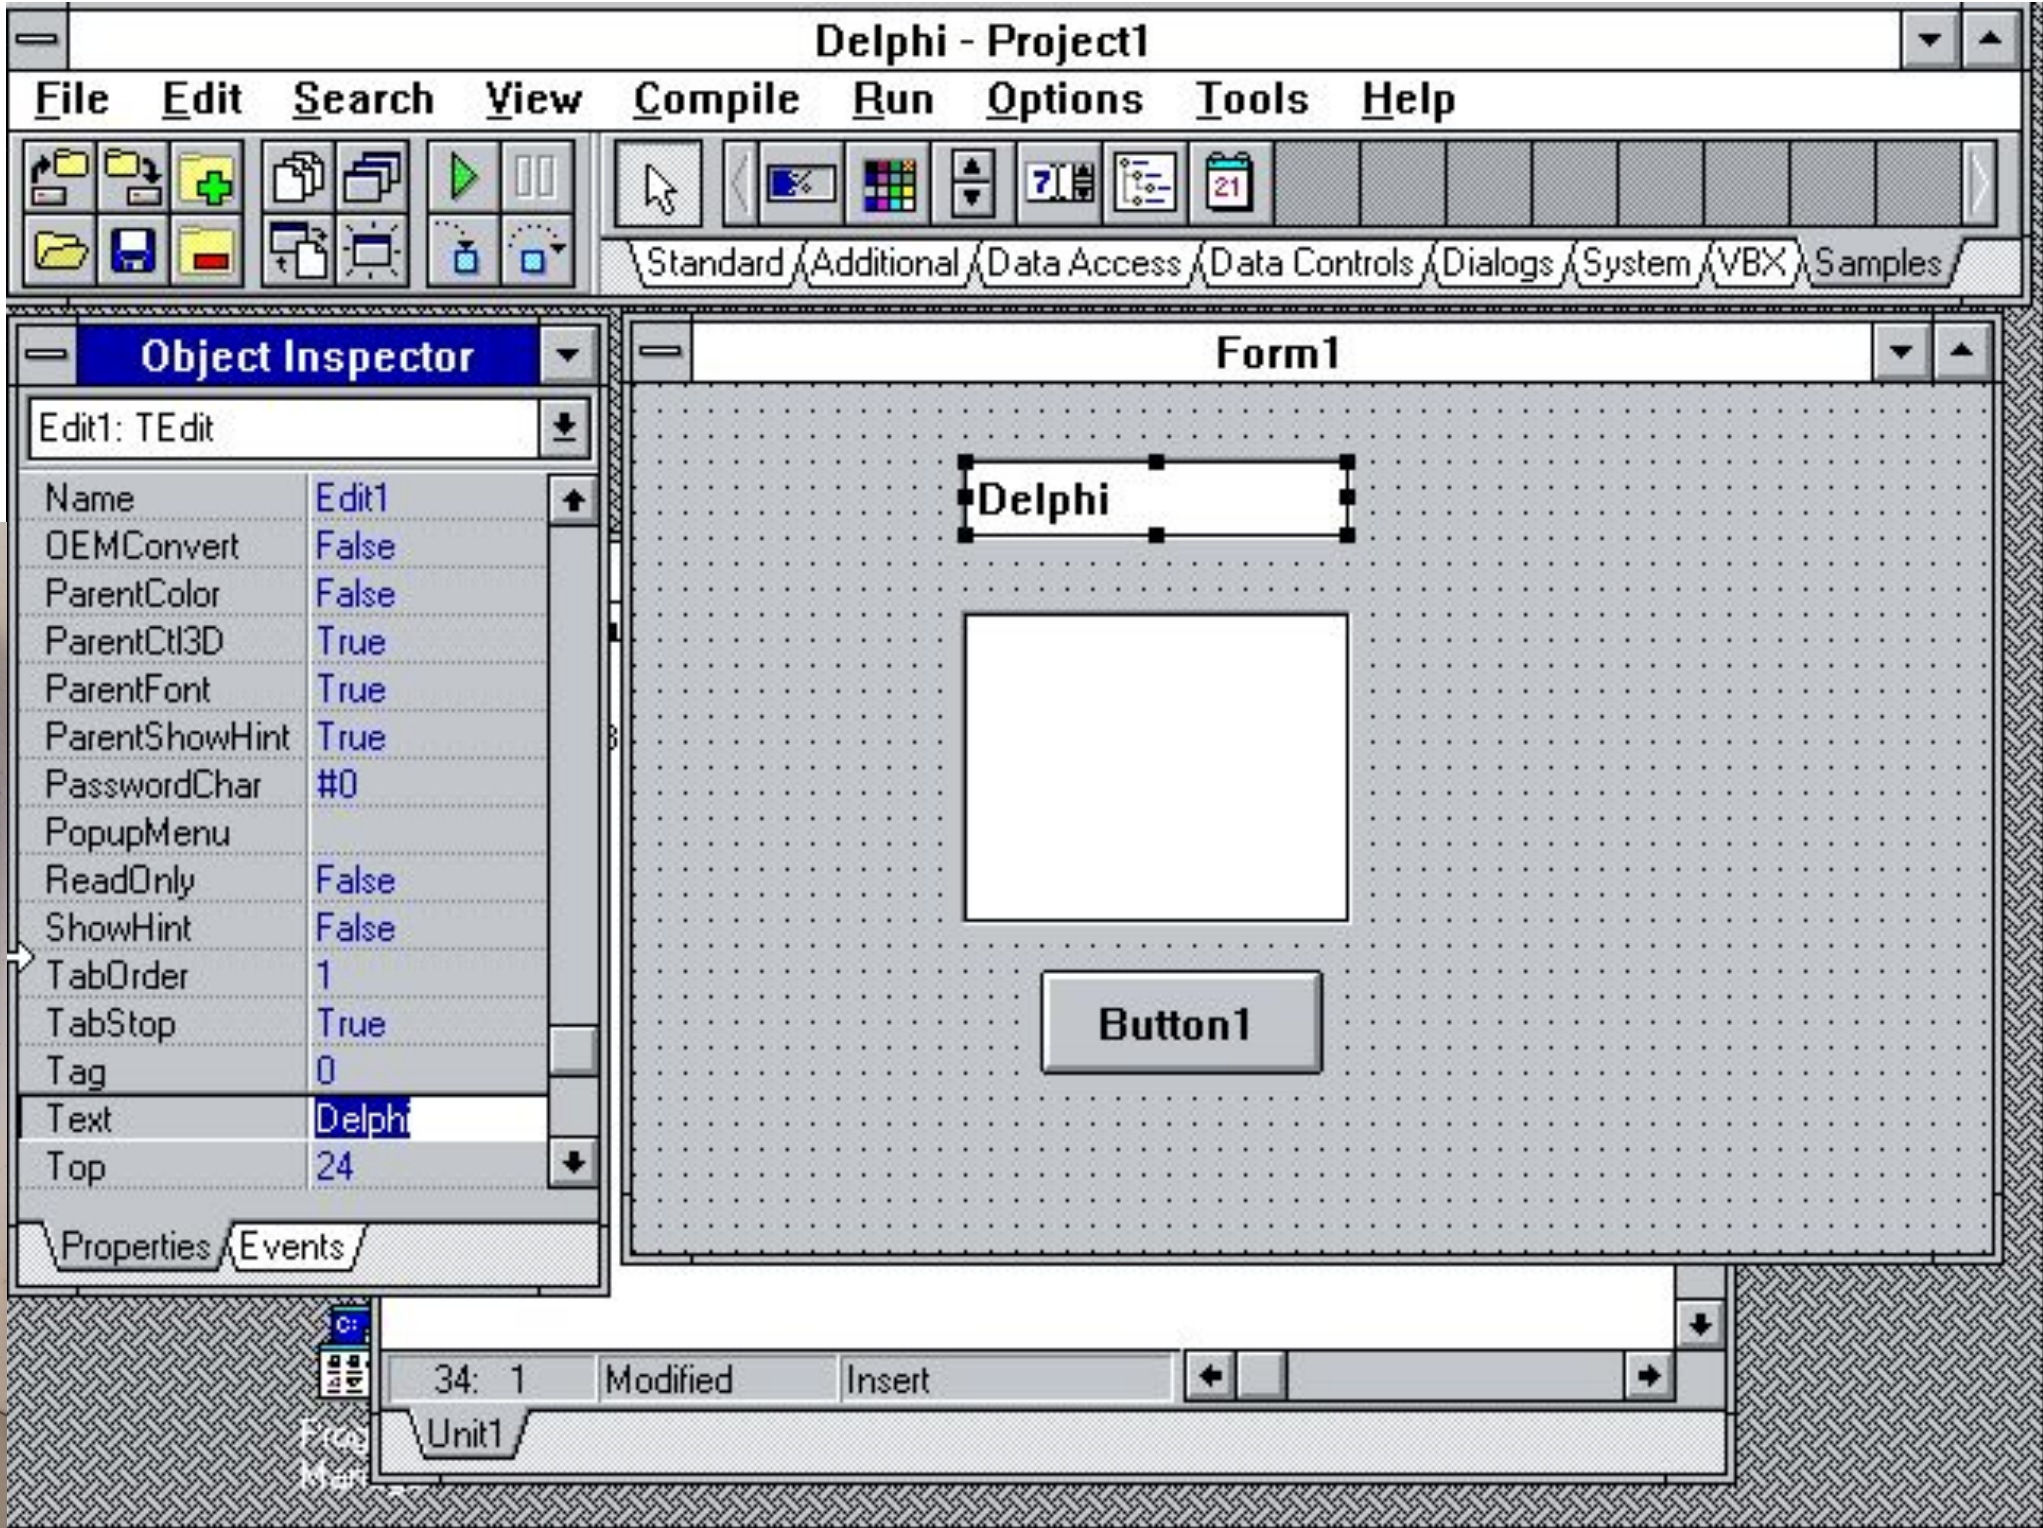 Delphi - Project1
File Edit Search View Compile Run Options Tools Help
7
21
Standard Additional Data Access Data Controls Dialogs System VBX Samples
Object Inspector
Form1
Edit1: TEdit
Name Edit1
OEMConvert False
ParentColor False
ParentCtl3D True
ParentFont True
ParentShowHint True
PasswordChar #0
PopupMenu
ReadOnly False
ShowHint False
TabOrder 1
TabStop True
Tag 0
Text Delphi
Top 24
Properties Events
Delphi
Button1
C:
34: 1 Modified Insert
Unit1